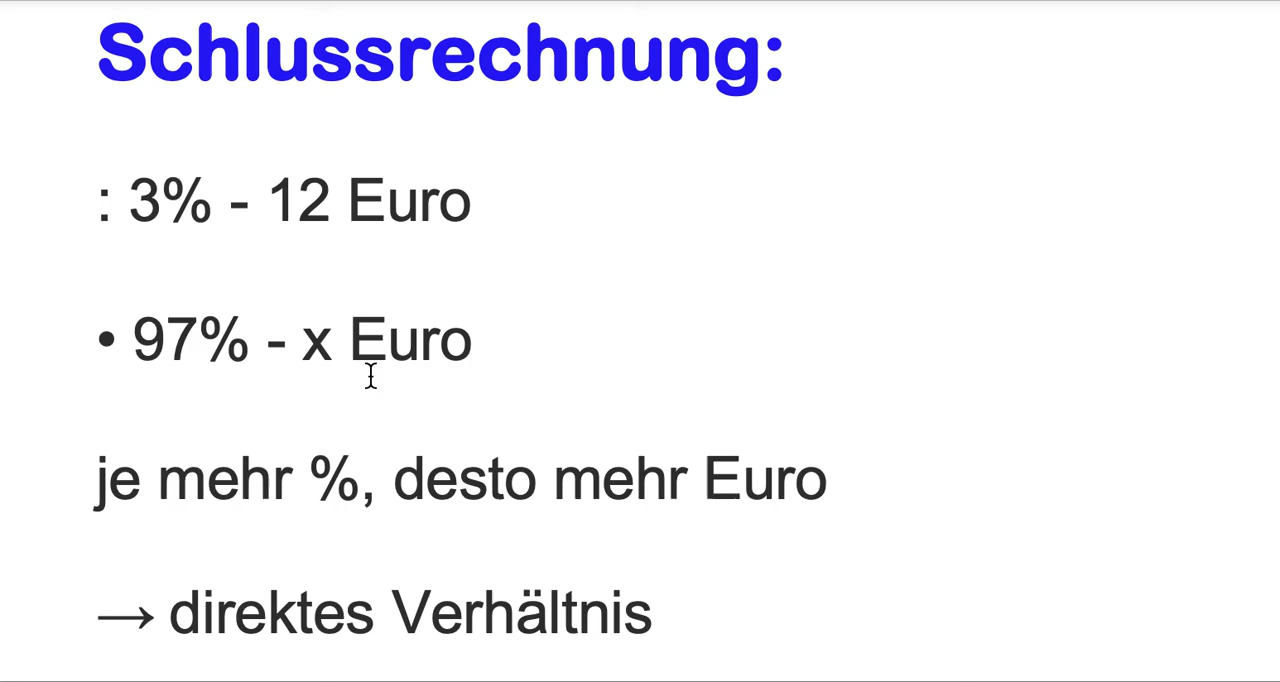 Schlussrechnung:
: 3% - 12 Euro
• 97% - x Euro
je mehr %, desto mehr Euro
→ direktes Verhältnis